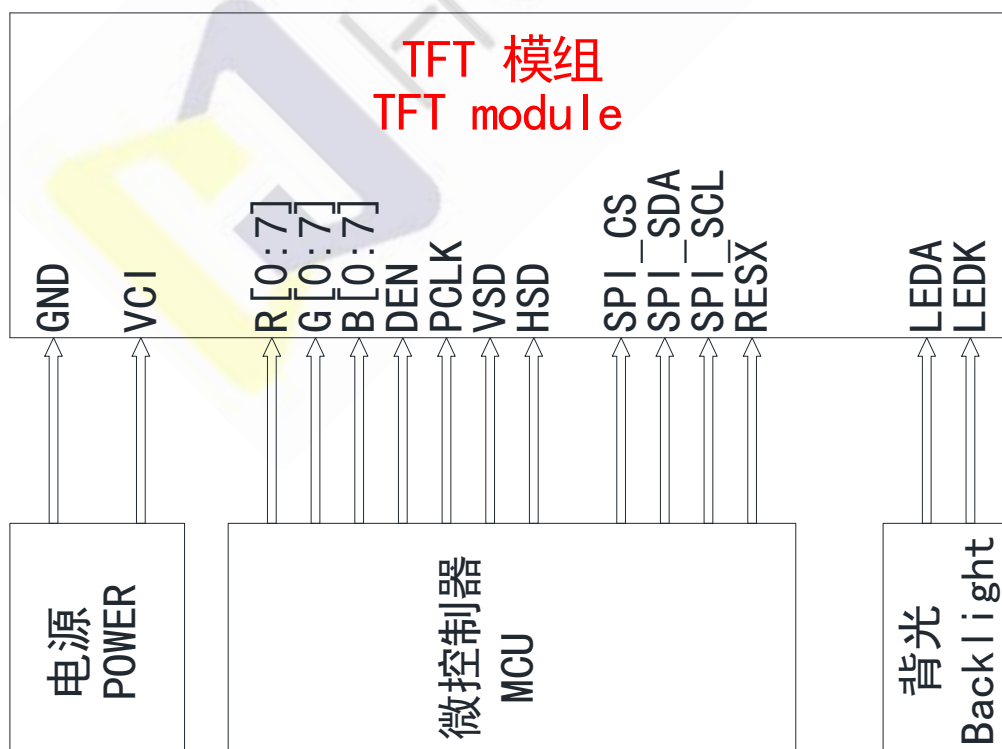 TFT 模组
TFT module
GND
VCI
R[0:7]
G[0:7]
B[0:7]
DEN
PCLK
VSD
HSD
SPI_CS
SPI_SDA
SPI_SCL
RESX
LEDA
LEDK
电源
POWER
微控制器
MCU
背光
Backlight